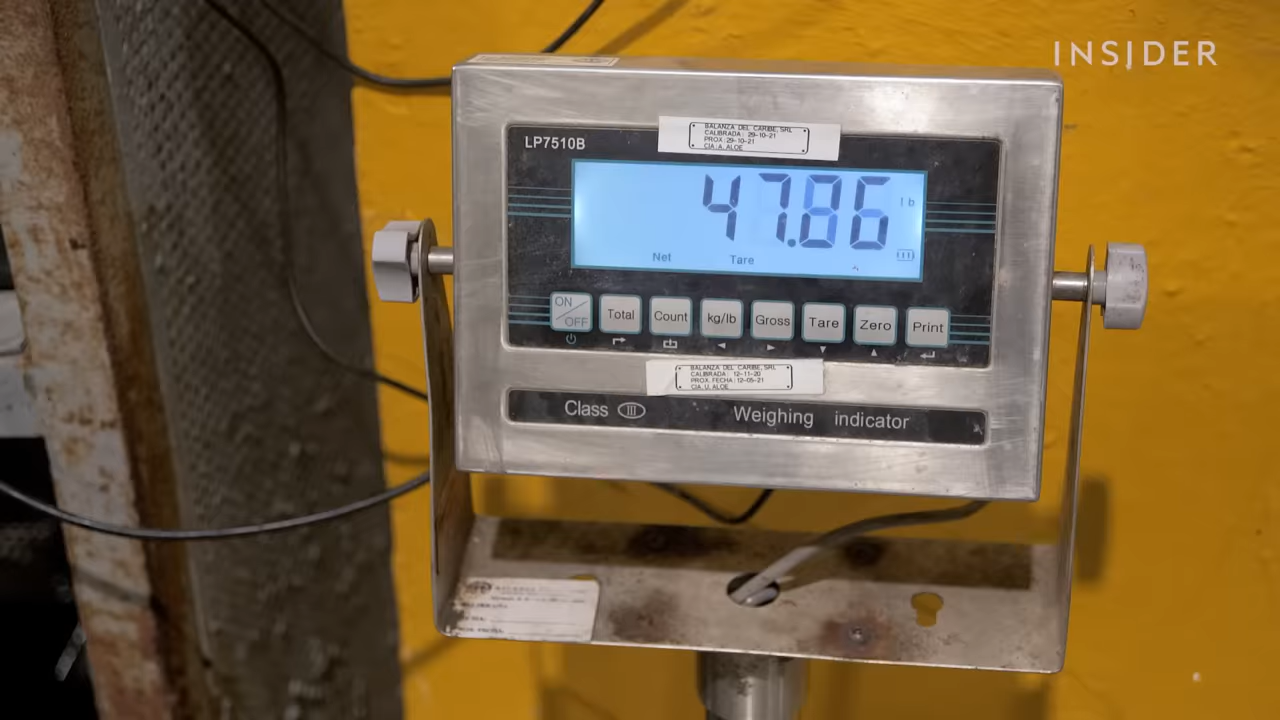 INSIDER
BALANZA DEL CARIBE, SRL
CALIBRADA: 29-10-21
PROX:29-10-21
CIA: A. ALOE
LP7510B
47.86 lb
Net Tare
ON/OFF Total Count kg/lb Gross Tare Zero Print
BALANZA DEL CARIBE, SRL
CALIBRADA: 12-11-20
PROX. FECHA: 12-05-21
CIA. U. ALOE
Class III Weighing indicator